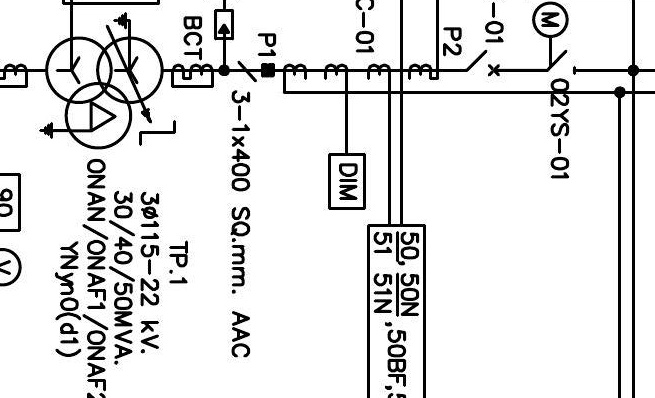 BCT
P1
C-01
P2
-01
M
02YS-01
3-1x400 SQ.mm. AAC
DIM
50, 50N
51 51N ,50BF,
TP.1
3ø115-22 kV.
30/40/50MVA.
ONAN/ONAF1/ONAF2
YNyn0(d1)
90
V